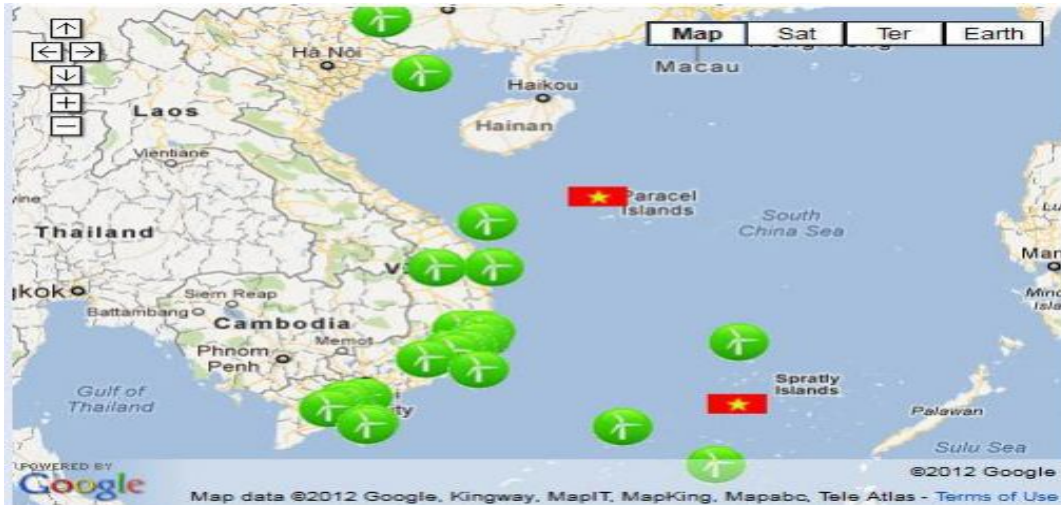 Map
Sat
Ter
Earth
Hà Nôi
Macau
Haikou
Laos
Hainan
Vientiane
Paracel
Islands
South
China Sea
Thailand
Siem Reap
Battambang
Cambodia
Memot
Phnom
Penh
Gulf of
Thailand
Spratly
Islands
Palawan
Sulu Sea
POWERED BY
Google
©2012 Google
Map data ©2012 Google, Kingway, MapIT, MapKing, Mapabc, Tele Atlas - Terms of Use